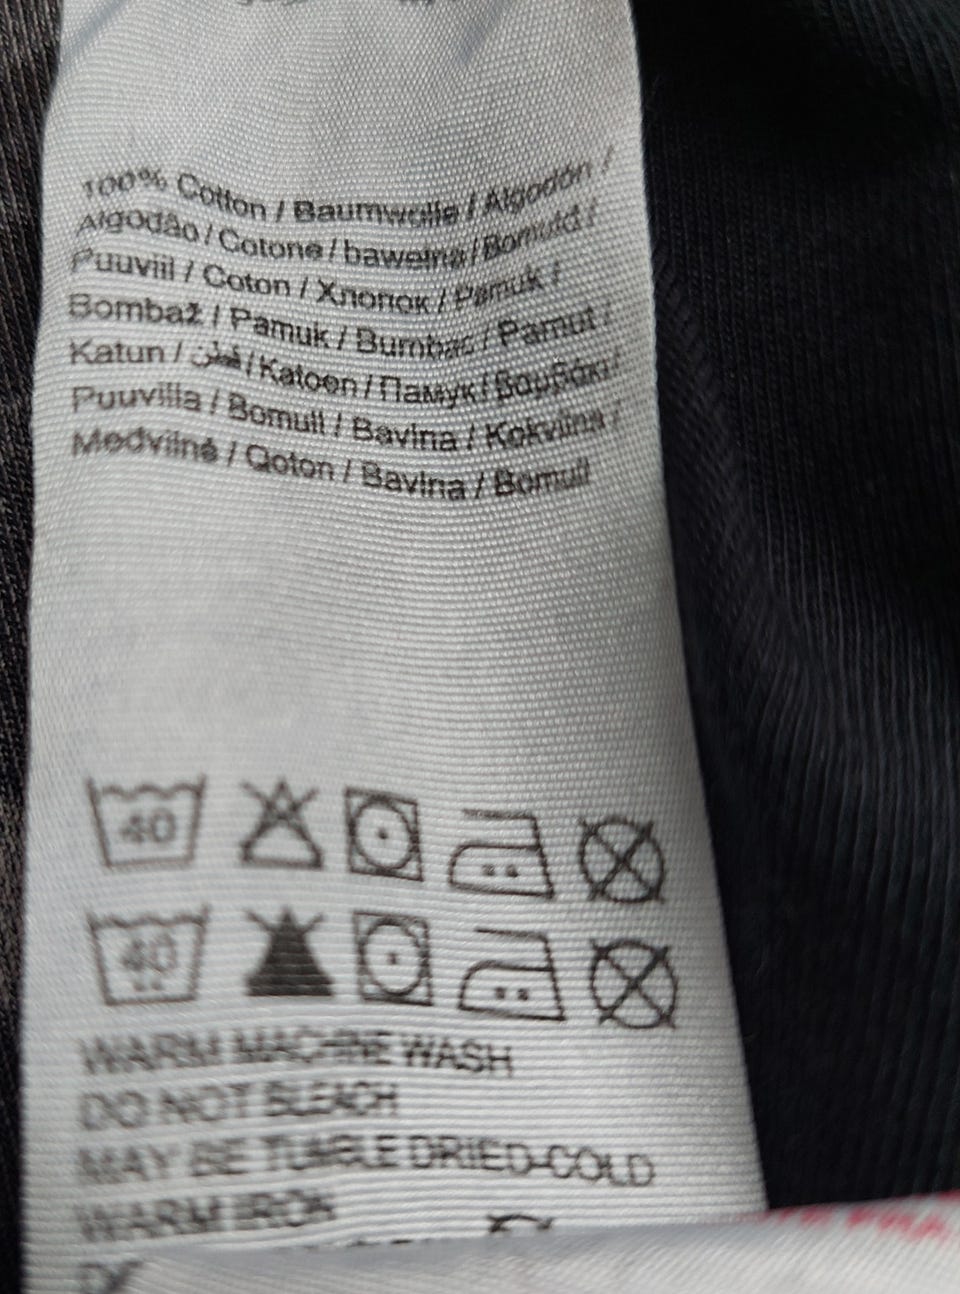 100% Cotton / Baumwolle / Algodón /
Algodão / Cotone / bawełna / Bomuld /
Puuviil / Coton / Хлопок / Pamuk /
Bombaž / Pamuk / Bumbac / Pamut /
Katun / قطن / Katoen / Памук / Βαμβάκι /
Puuvilla / Bomull / Bavlna / Kokvilna /
Medvilnė / Qoton / Bavlna / Bomull
40
40
WARM MACHINE WASH
DO NOT BLEACH
MAY BE TUMBLE DRIED-COLD
WARM IRON